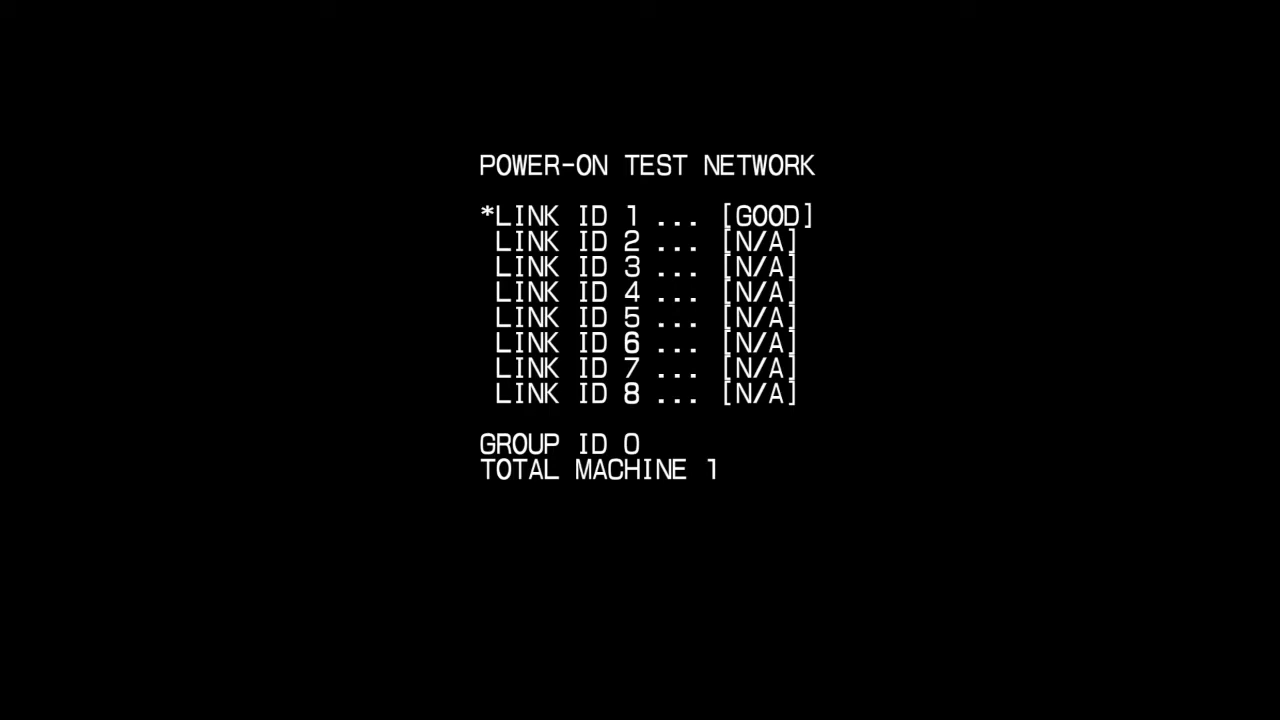 POWER-ON TEST NETWORK
*LINK ID 1 ... [GOOD]
LINK ID 2 ... [N/A]
LINK ID 3 ... [N/A]
LINK ID 4 ... [N/A]
LINK ID 5 ... [N/A]
LINK ID 6 ... [N/A]
LINK ID 7 ... [N/A]
LINK ID 8 ... [N/A]
GROUP ID 0
TOTAL MACHINE 1